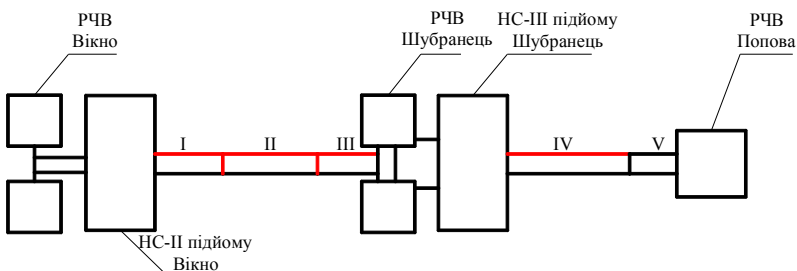 РЧВ
Вікно
РЧВ
Шубранець
НС-ІІІ підйому
Шубранець
РЧВ
Попова
I
II
III
IV
V
НС-ІІ підйому
Вікно